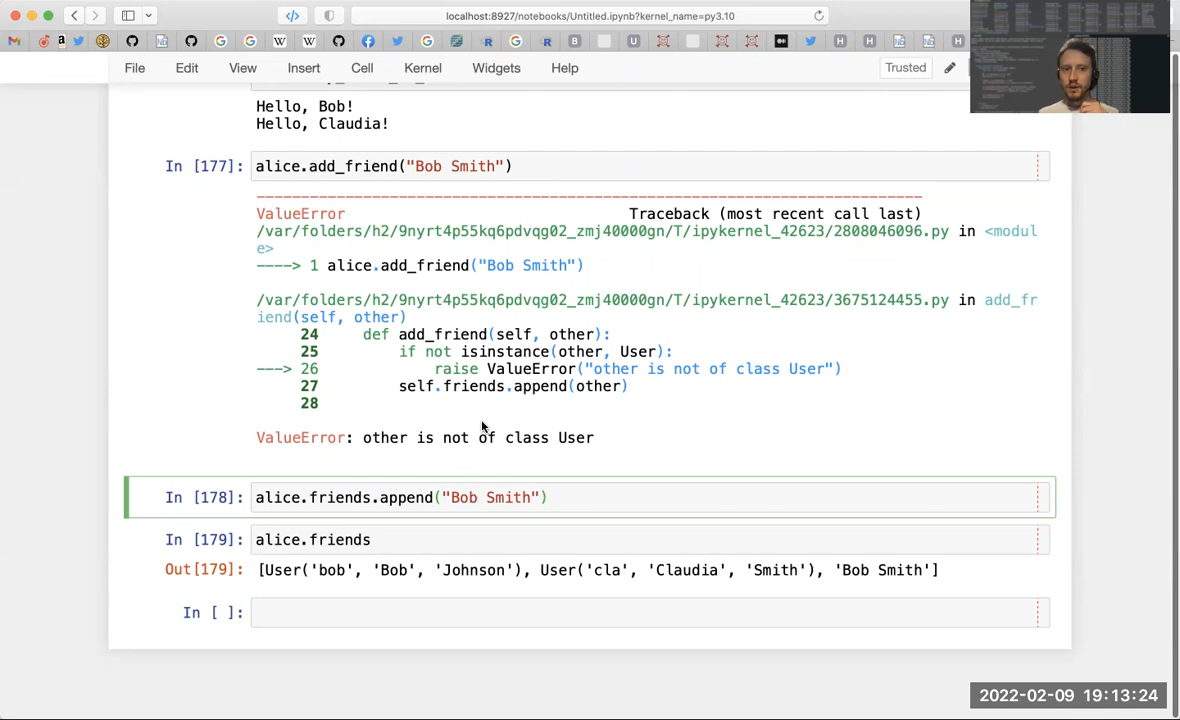 localhost:8927/notebooks/Untitled.ipynb?kernel_name=py3.10
File Edit View Insert Cell Kernel Widgets Help Trusted
Hello, Bob!
Hello, Claudia!
In [177]: alice.add_friend("Bob Smith")
---------------------------------------------------------------------------
ValueError Traceback (most recent call last)
/var/folders/h2/9nyrt4p55kq6pdvqg02_zmj40000gn/T/ipykernel_42623/2808046096.py in <modul
e>
----> 1 alice.add_friend("Bob Smith")
/var/folders/h2/9nyrt4p55kq6pdvqg02_zmj40000gn/T/ipykernel_42623/3675124455.py in add_fr
iend(self, other)
24 def add_friend(self, other):
25 if not isinstance(other, User):
---> 26 raise ValueError("other is not of class User")
27 self.friends.append(other)
28
ValueError: other is not of class User
In [178]: alice.friends.append("Bob Smith")
In [179]: alice.friends
Out[179]: [User('bob', 'Bob', 'Johnson'), User('cla', 'Claudia', 'Smith'), 'Bob Smith']
In [ ]:
2022-02-09 19:13:24